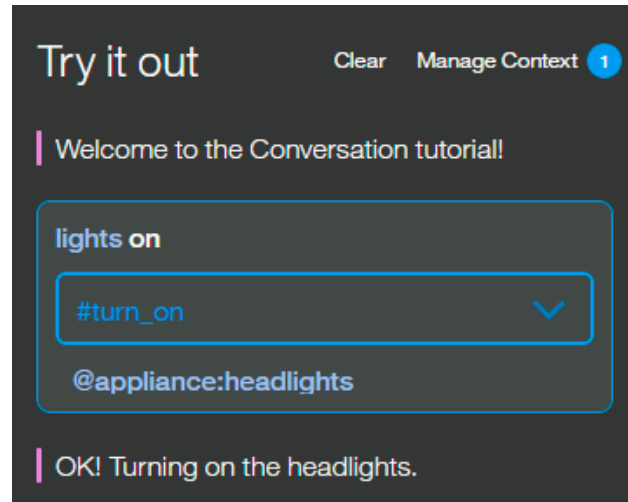 Try it out Clear Manage Context 1
Welcome to the Conversation tutorial!
lights on
#turn_on
@appliance:headlights
OK! Turning on the headlights.